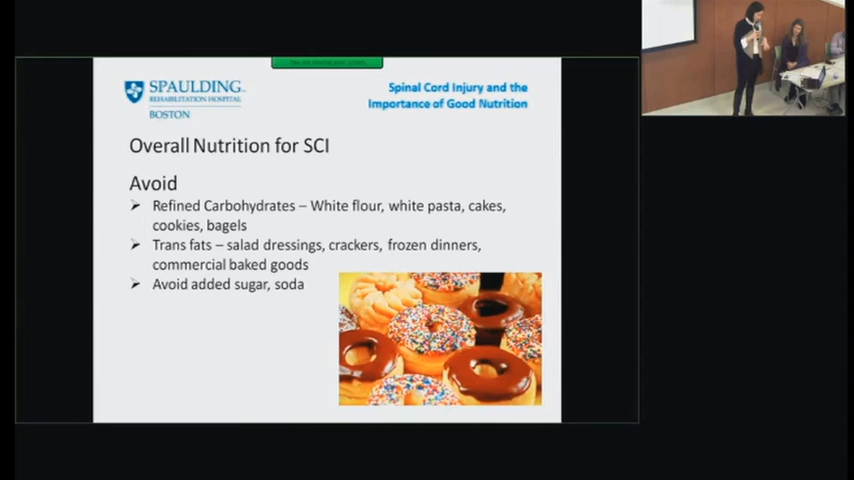 SPAULDING
REHABILITATION HOSPITAL
BOSTON
Spinal Cord Injury and the
Importance of Good Nutrition
Overall Nutrition for SCI
Avoid
Refined Carbohydrates – White flour, white pasta, cakes,
cookies, bagels
Trans fats – salad dressings, crackers, frozen dinners,
commercial baked goods
Avoid added sugar, soda